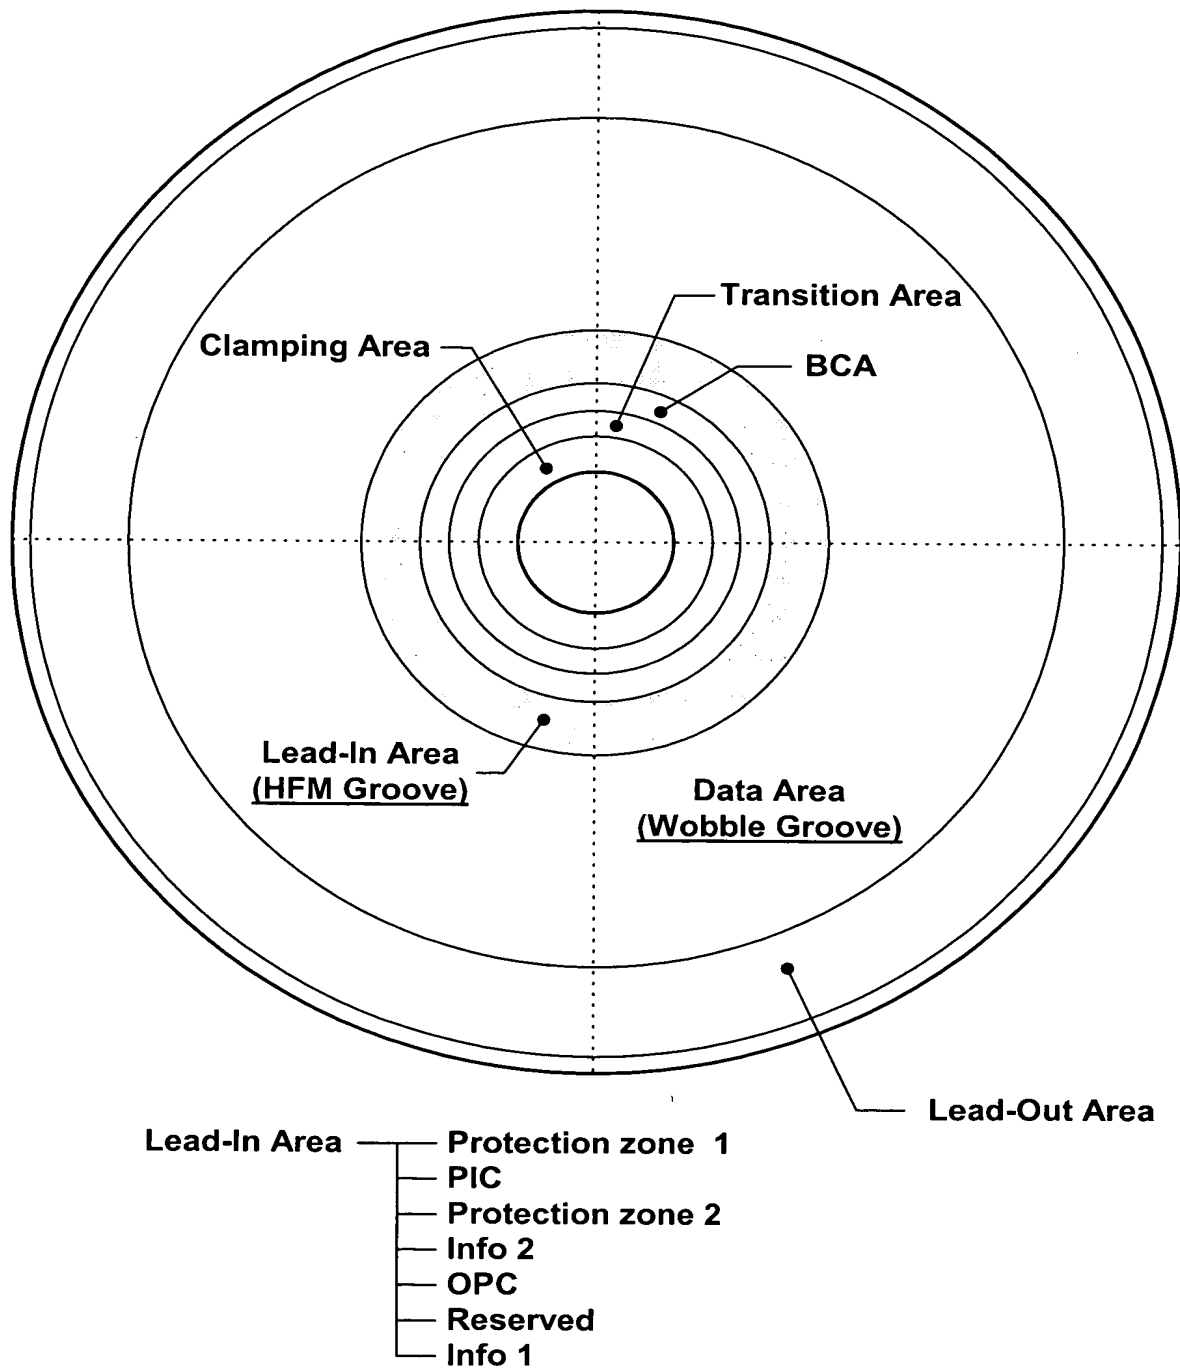 Transition Area
Clamping Area
BCA
Lead-In Area
(HFM Groove)
Data Area
(Wobble Groove)
Lead-Out Area
Lead-In Area
Protection zone 1
PIC
Protection zone 2
Info 2
OPC
Reserved
Info 1